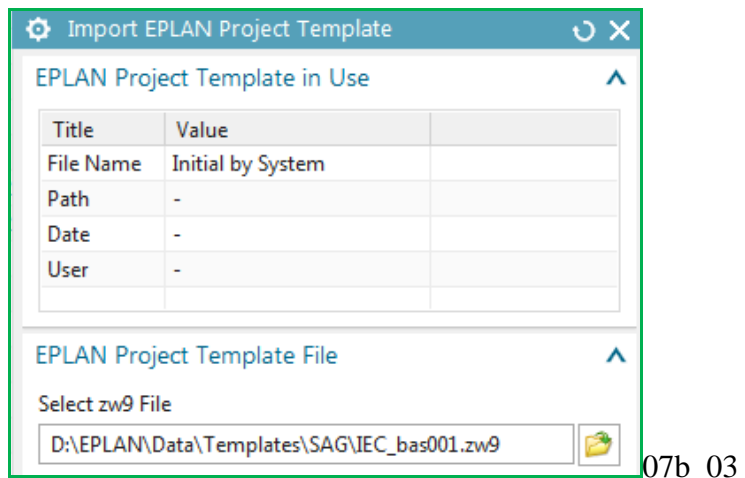 Import EPLAN Project Template
EPLAN Project Template in Use
Title Value
File Name Initial by System
Path -
Date -
User -
EPLAN Project Template File
Select zw9 File
D:\EPLAN\Data\Templates\SAG\IEC_bas001.zw9
07b 03